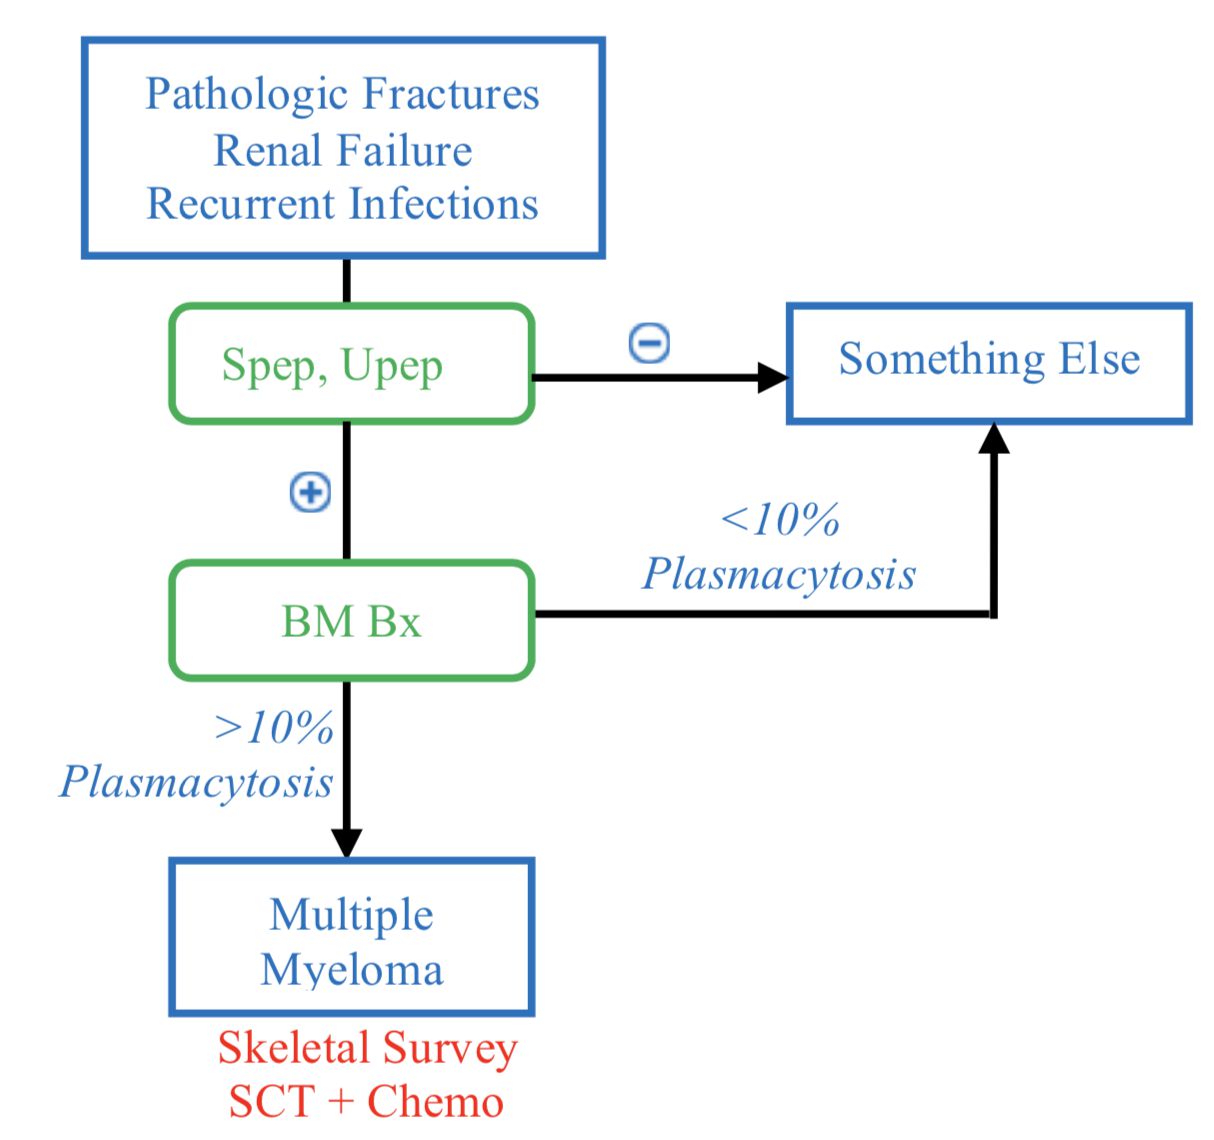 Pathologic Fractures
Renal Failure
Recurrent Infections
Spep, Upep
−
Something Else
+
<10%
Plasmacytosis
BM Bx
>10%
Plasmacytosis
Multiple
Myeloma
Skeletal Survey
SCT + Chemo